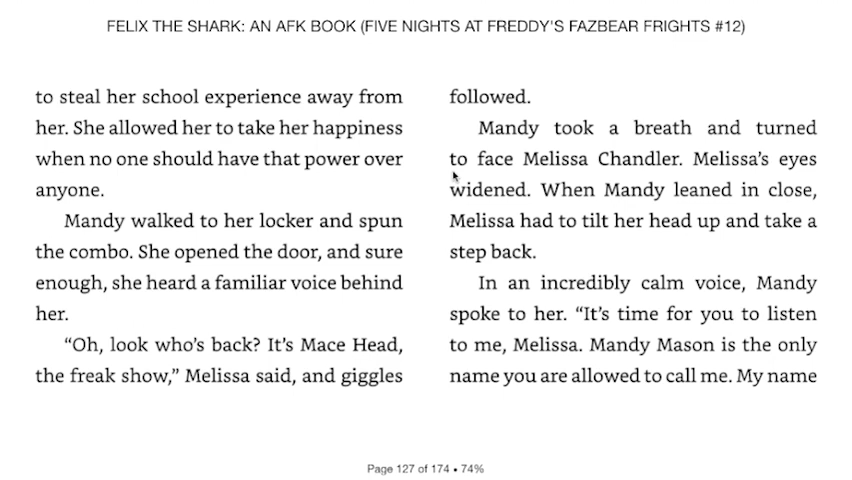 FELIX THE SHARK: AN AFK BOOK (FIVE NIGHTS AT FREDDY'S FAZBEAR FRIGHTS #12)
to steal her school experience away from
her. She allowed her to take her happiness
when no one should have that power over
anyone.
Mandy walked to her locker and spun
the combo. She opened the door, and sure
enough, she heard a familiar voice behind
her.
“Oh, look who’s back? It’s Mace Head,
the freak show,” Melissa said, and giggles
followed.
Mandy took a breath and turned
to face Melissa Chandler. Melissa’s eyes
widened. When Mandy leaned in close,
Melissa had to tilt her head up and take a
step back.
In an incredibly calm voice, Mandy
spoke to her. “It’s time for you to listen
to me, Melissa. Mandy Mason is the only
name you are allowed to call me. My name
Page 127 of 174 • 74%